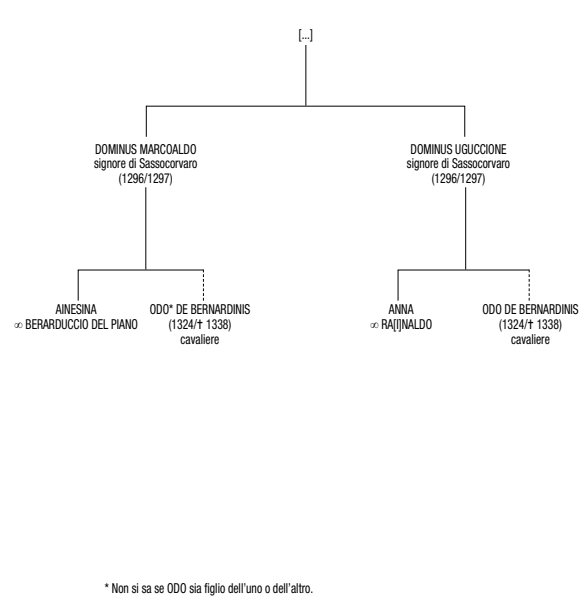 [...]
DOMINUS MARCOALDO
signore di Sassocorvaro
(1296/1297)
DOMINUS UGUCCIONE
signore di Sassocorvaro
(1296/1297)
AINESINA
∞ BERARDUCCIO DEL PIANO
ODO* DE BERNARDINIS
(1324/† 1338)
cavaliere
ANNA
∞ RA[I]NALDO
ODO DE BERNARDINIS
(1324/† 1338)
cavaliere
* Non si sa se ODO sia figlio dell'uno o dell'altro.